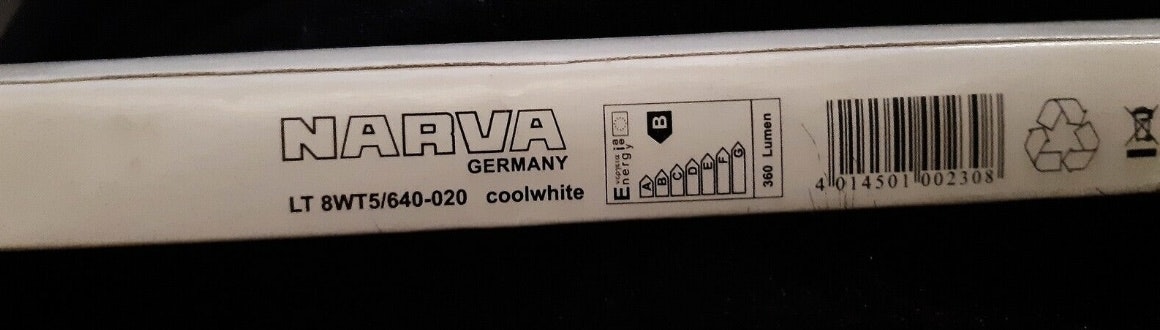 NARVA
GERMANY
LT 8WT5/640-020 coolwhite
Energy
B
A
B
C
D
E
F
G
360 Lumen
4 014501 002308